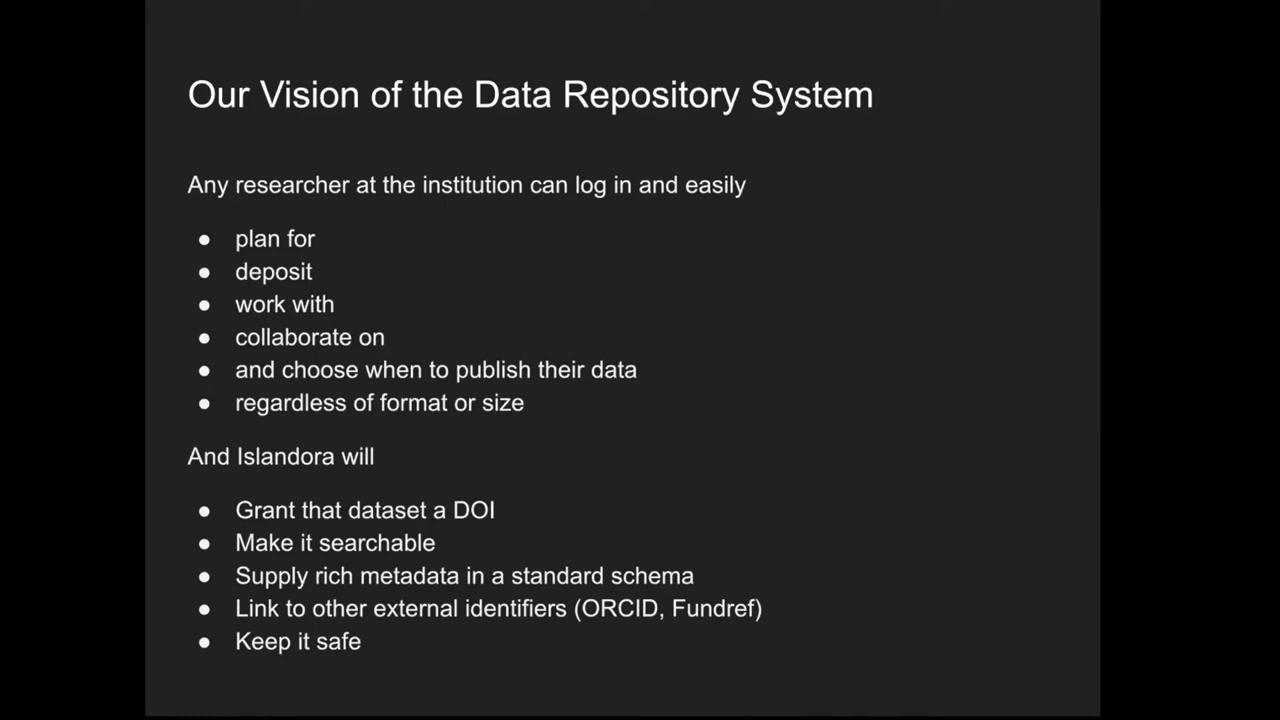 Our Vision of the Data Repository System
Any researcher at the institution can log in and easily
● plan for
● deposit
● work with
● collaborate on
● and choose when to publish their data
● regardless of format or size
And Islandora will
● Grant that dataset a DOI
● Make it searchable
● Supply rich metadata in a standard schema
● Link to other external identifiers (ORCID, Fundref)
● Keep it safe